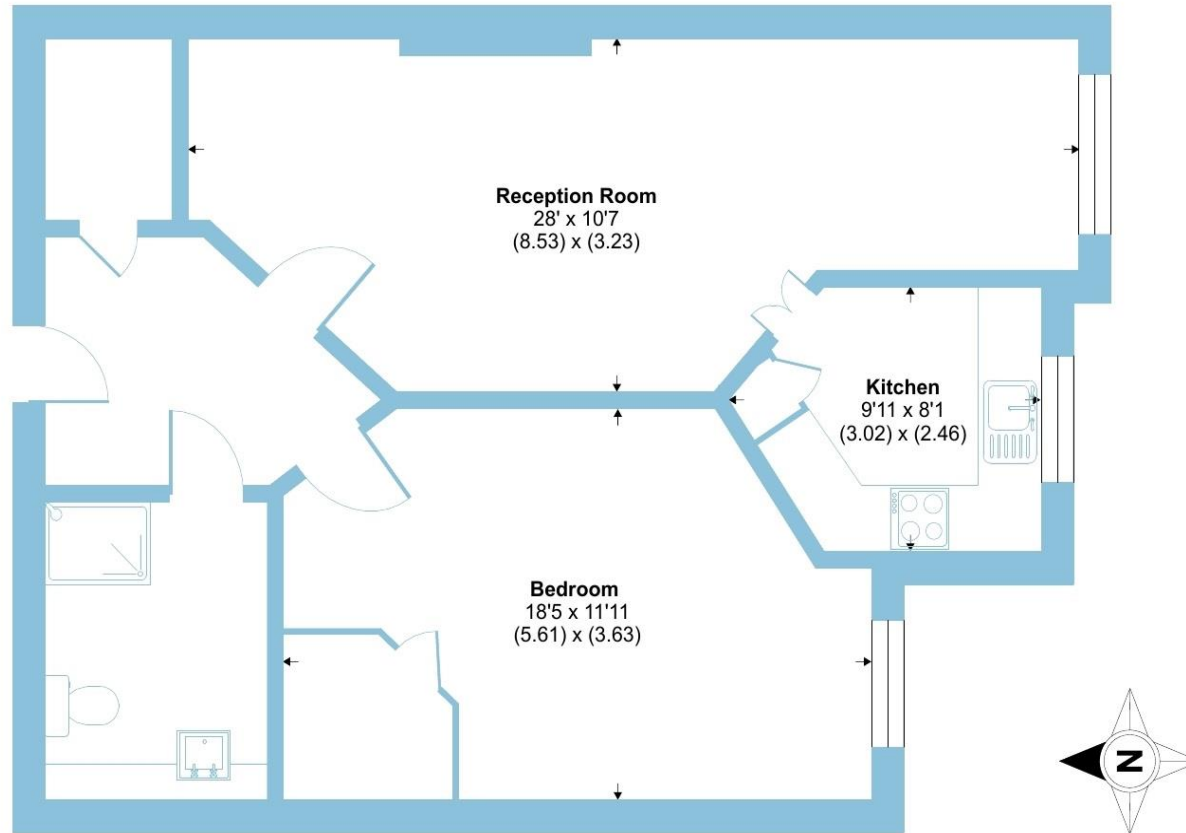 Reception Room
28' x 10'7
(8.53) x (3.23)
Kitchen
9'11 x 8'1
(3.02) x (2.46)
Bedroom
18'5 x 11'11
(5.61) x (3.63)
N